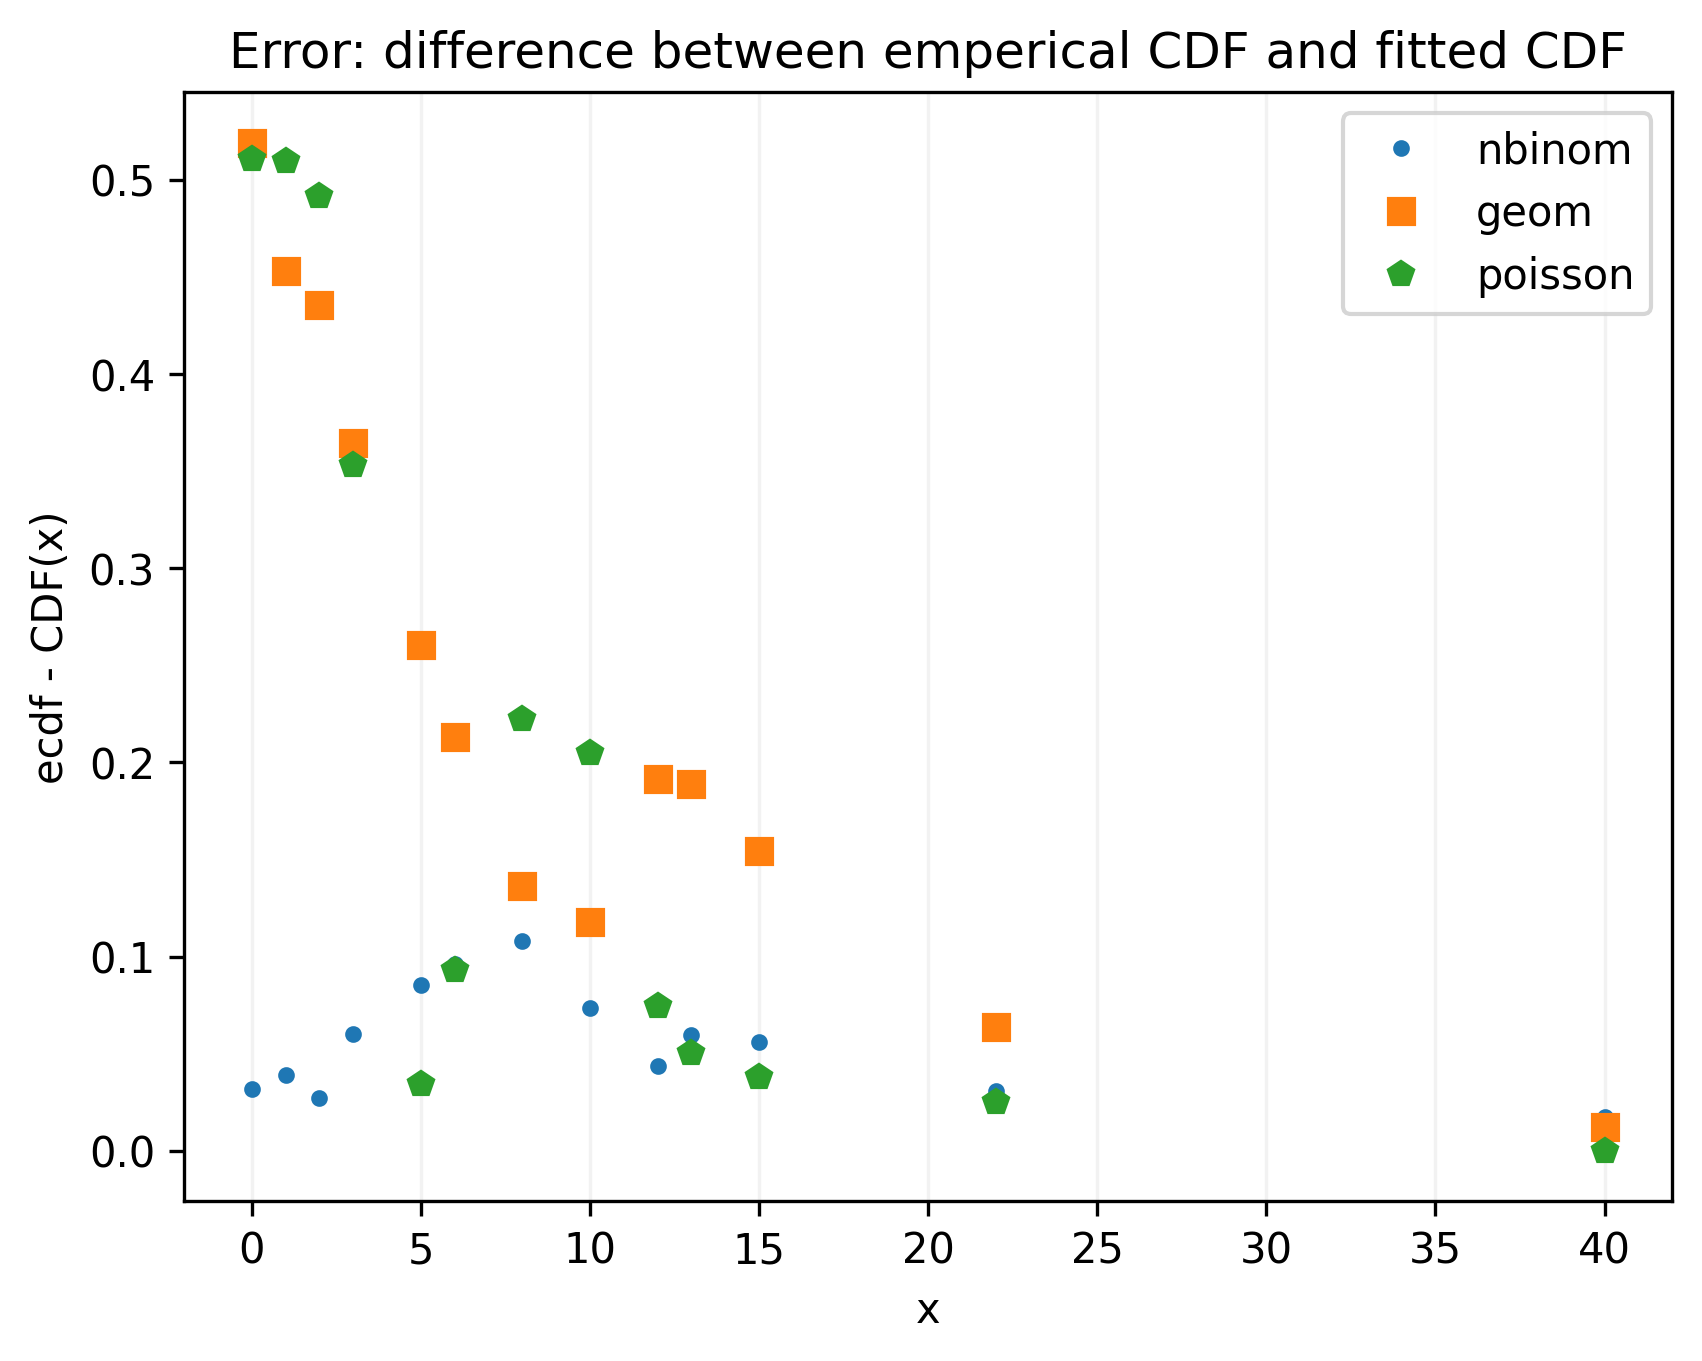 Error: difference between emperical CDF and fitted CDF
nbinom
geom
poisson
ecdf - CDF(x)
0.5
0.4
0.3
0.2
0.1
0.0
0 5 10 15 20 25 30 35 40
x